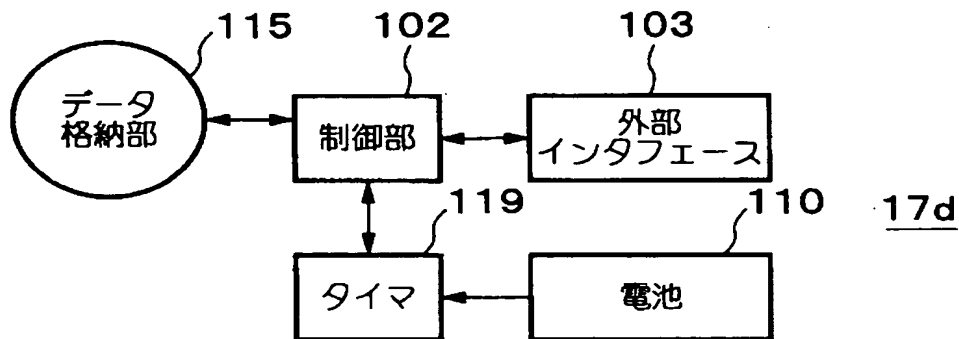 115
102
103
データ
格納部
制御部
外部
インタフェース
119
110
17d
タイマ
電池